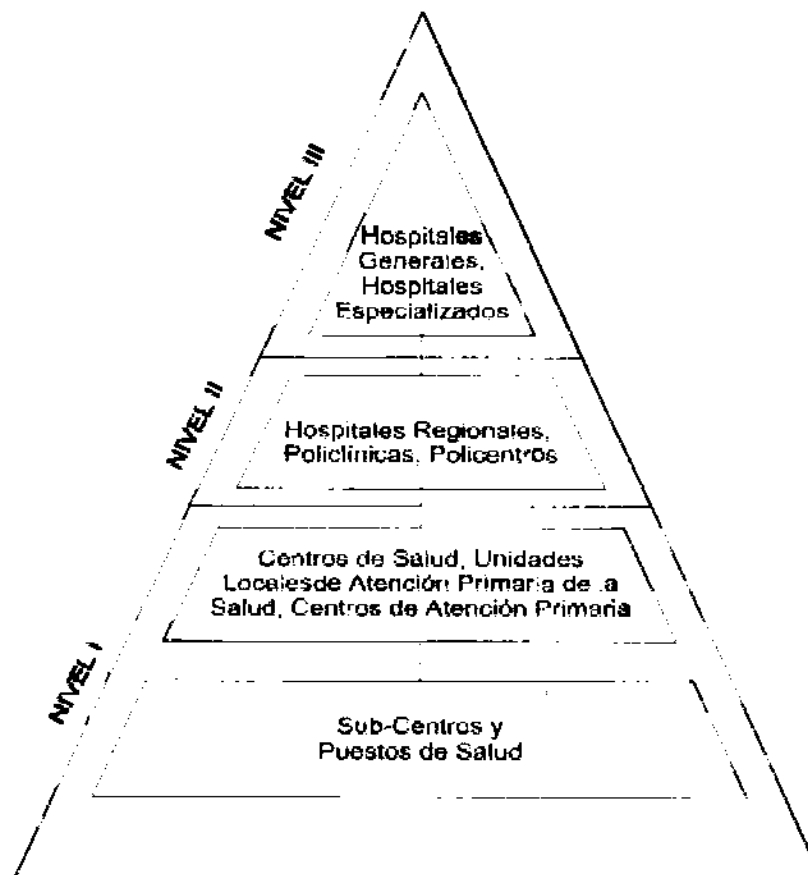 NIVEL III
Hospitales
Generales,
Hospitales
Especializados
NIVEL II
Hospitales Regionales,
Policlínicas, Policentros
NIVEL I
Centros de Salud, Unidades
Localesde Atención Primaria de la
Salud, Centros de Atención Primaria
Sub-Centros y
Puestos de Salud